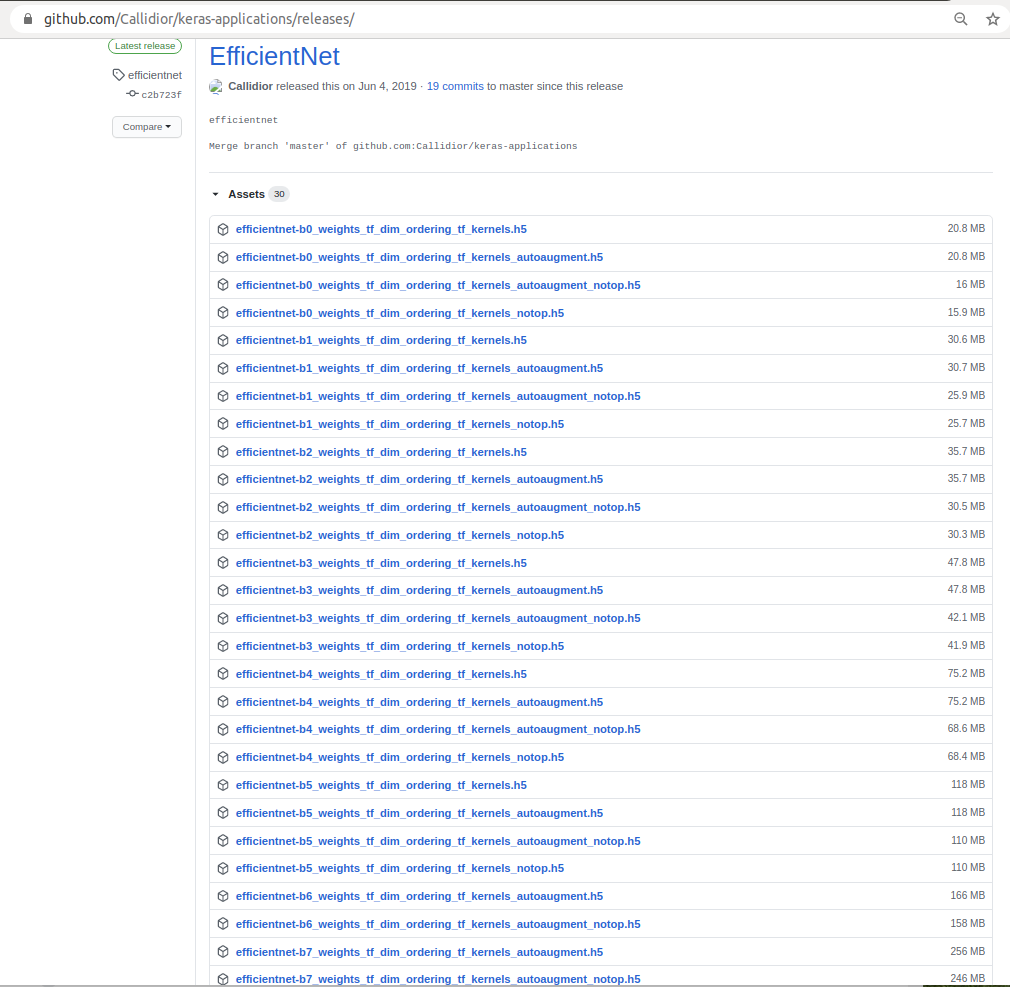 github.com/Callidior/keras-applications/releases/
Latest release
efficientnet
c2b723f
Compare
EfficientNet
Callidior released this on Jun 4, 2019 · 19 commits to master since this release
efficientnet
Merge branch 'master' of github.com:Callidior/keras-applications
Assets 30
efficientnet-b0_weights_tf_dim_ordering_tf_kernels.h5 20.8 MB
efficientnet-b0_weights_tf_dim_ordering_tf_kernels_autoaugment.h5 20.8 MB
efficientnet-b0_weights_tf_dim_ordering_tf_kernels_autoaugment_notop.h5 16 MB
efficientnet-b0_weights_tf_dim_ordering_tf_kernels_notop.h5 15.9 MB
efficientnet-b1_weights_tf_dim_ordering_tf_kernels.h5 30.6 MB
efficientnet-b1_weights_tf_dim_ordering_tf_kernels_autoaugment.h5 30.7 MB
efficientnet-b1_weights_tf_dim_ordering_tf_kernels_autoaugment_notop.h5 25.9 MB
efficientnet-b1_weights_tf_dim_ordering_tf_kernels_notop.h5 25.7 MB
efficientnet-b2_weights_tf_dim_ordering_tf_kernels.h5 35.7 MB
efficientnet-b2_weights_tf_dim_ordering_tf_kernels_autoaugment.h5 35.7 MB
efficientnet-b2_weights_tf_dim_ordering_tf_kernels_autoaugment_notop.h5 30.5 MB
efficientnet-b2_weights_tf_dim_ordering_tf_kernels_notop.h5 30.3 MB
efficientnet-b3_weights_tf_dim_ordering_tf_kernels.h5 47.8 MB
efficientnet-b3_weights_tf_dim_ordering_tf_kernels_autoaugment.h5 47.8 MB
efficientnet-b3_weights_tf_dim_ordering_tf_kernels_autoaugment_notop.h5 42.1 MB
efficientnet-b3_weights_tf_dim_ordering_tf_kernels_notop.h5 41.9 MB
efficientnet-b4_weights_tf_dim_ordering_tf_kernels.h5 75.2 MB
efficientnet-b4_weights_tf_dim_ordering_tf_kernels_autoaugment.h5 75.2 MB
efficientnet-b4_weights_tf_dim_ordering_tf_kernels_autoaugment_notop.h5 68.6 MB
efficientnet-b4_weights_tf_dim_ordering_tf_kernels_notop.h5 68.4 MB
efficientnet-b5_weights_tf_dim_ordering_tf_kernels.h5 118 MB
efficientnet-b5_weights_tf_dim_ordering_tf_kernels_autoaugment.h5 118 MB
efficientnet-b5_weights_tf_dim_ordering_tf_kernels_autoaugment_notop.h5 110 MB
efficientnet-b5_weights_tf_dim_ordering_tf_kernels_notop.h5 110 MB
efficientnet-b6_weights_tf_dim_ordering_tf_kernels_autoaugment.h5 166 MB
efficientnet-b6_weights_tf_dim_ordering_tf_kernels_autoaugment_notop.h5 158 MB
efficientnet-b7_weights_tf_dim_ordering_tf_kernels_autoaugment.h5 256 MB
efficientnet-b7_weights_tf_dim_ordering_tf_kernels_autoaugment_notop.h5 246 MB